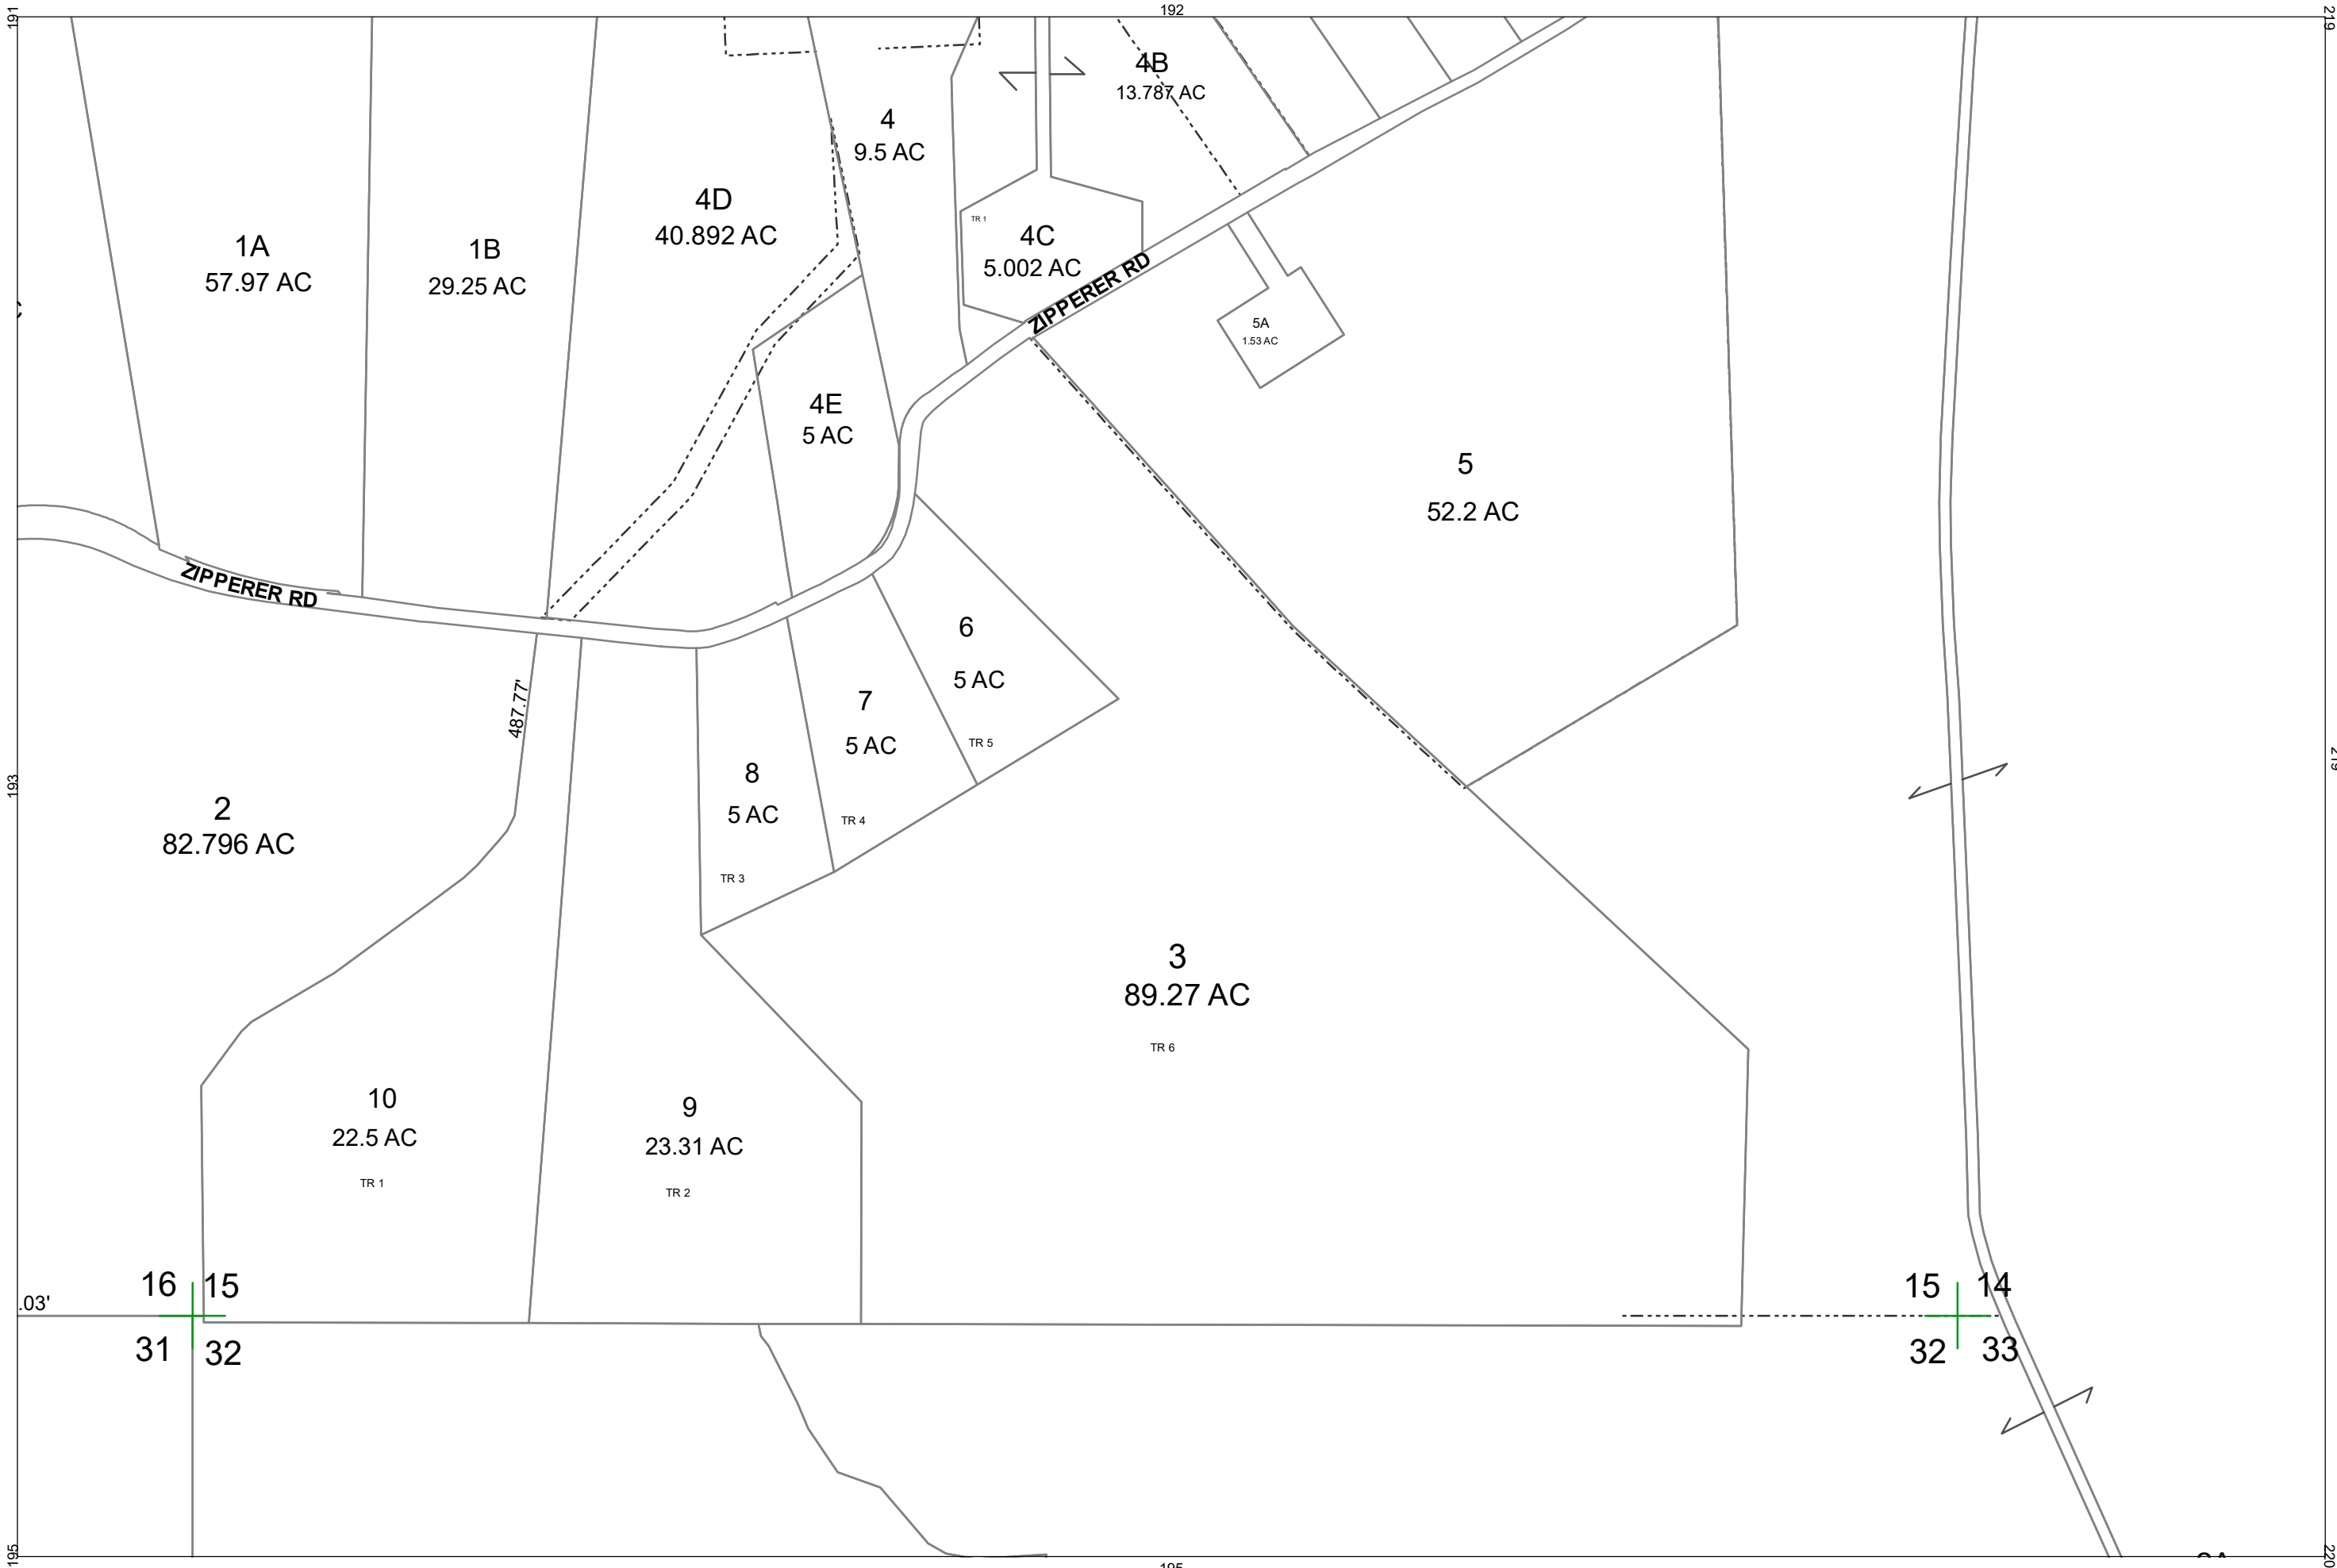 191
192
219
4B
13.787 AC
4
9.5 AC
4D
40.892 AC
TR 1
4C
5.002 AC
1A
57.97 AC
1B
29.25 AC
ZIPPERER RD
5A
1.53 AC
4E
5 AC
5
52.2 AC
ZIPPERER RD
6
5 AC
487.77'
7
5 AC
TR 5
193
219
8
5 AC
2
82.796 AC
TR 4
TR 3
3
89.27 AC
TR 6
10
22.5 AC
9
23.31 AC
TR 1
TR 2
16 15
15 14
.03'
31 32
32 33
195
195
220